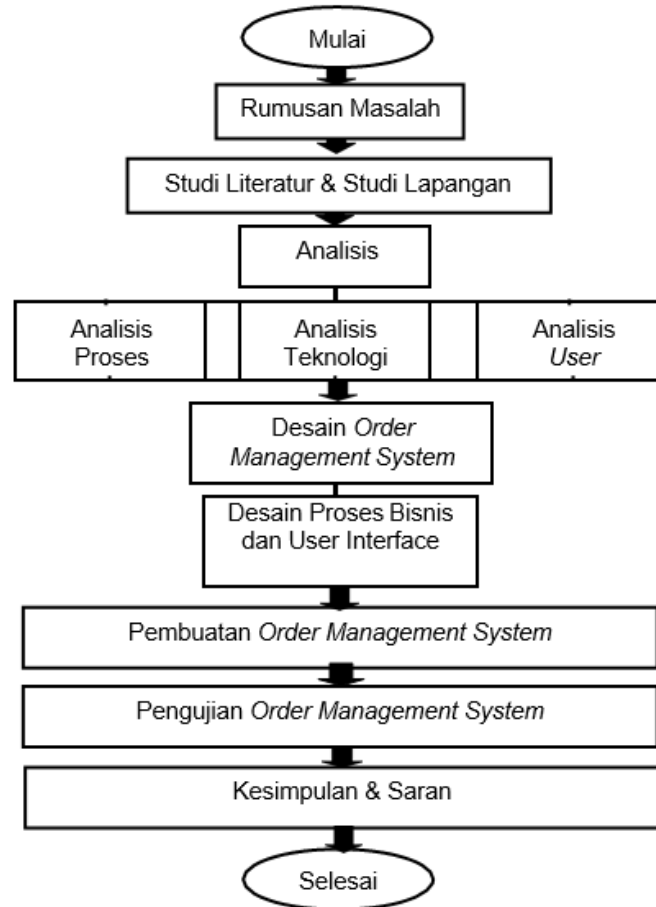 Mulai
Rumusan Masalah
Studi Literatur & Studi Lapangan
Analisis
Analisis
Proses
Analisis
Teknologi
Analisis
User
Desain Order
Management System
Desain Proses Bisnis
dan User Interface
Pembuatan Order Management System
Pengujian Order Management System
Kesimpulan & Saran
Selesai